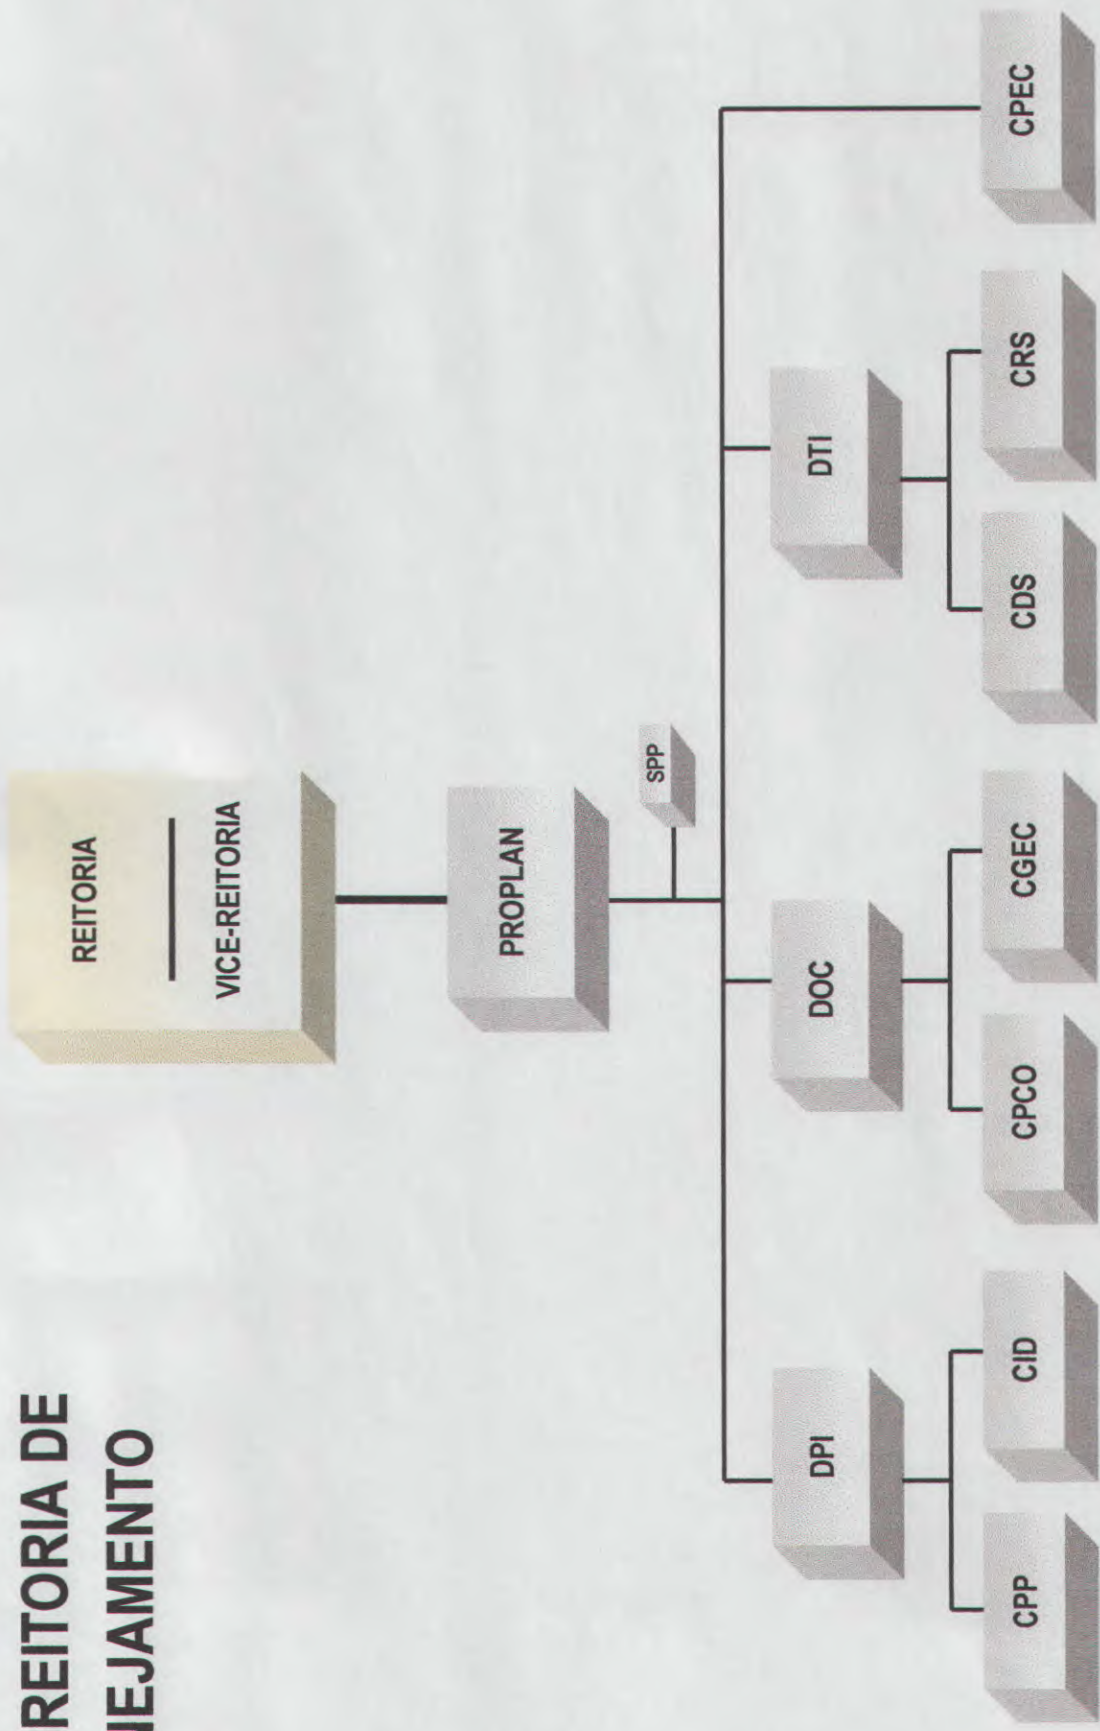 REITORIA DE
EJAMENTO
REITORIA
VICE-REITORIA
PROPLAN
SPP
DPI
DOC
DTI
CPP
CID
CPCO
CGEC
CDS
CRS
CPEC